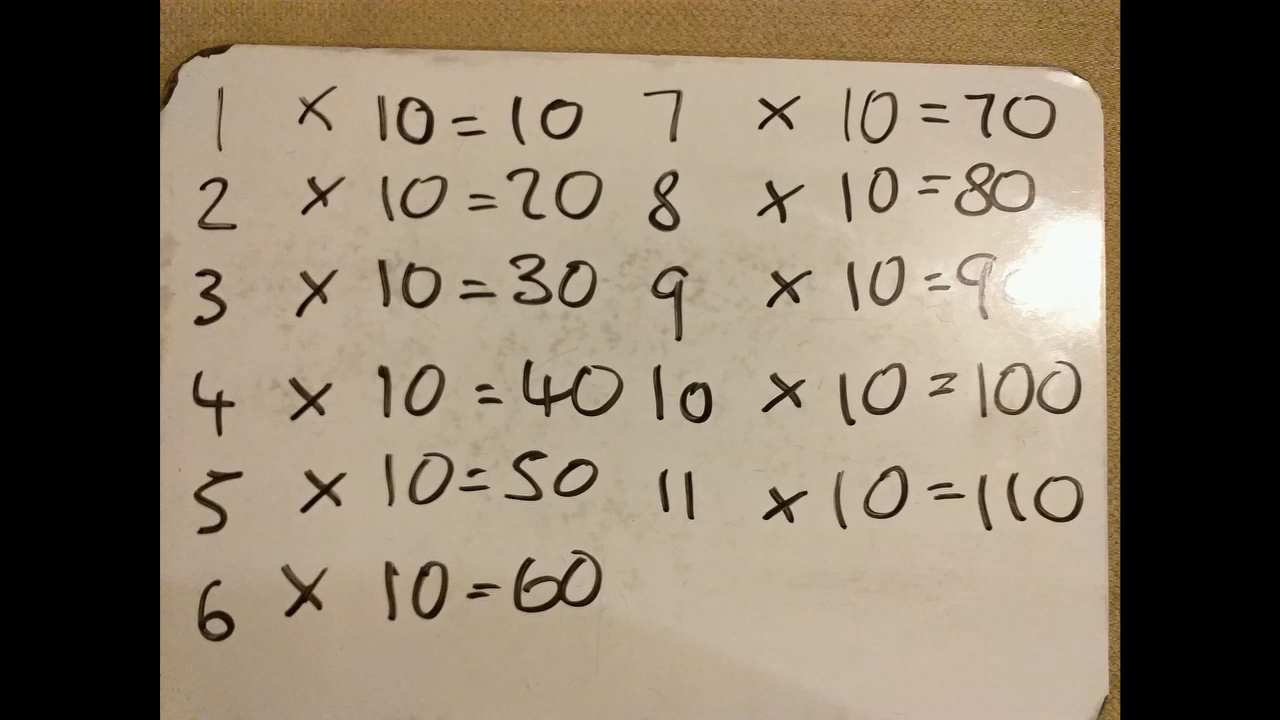 1 × 10 = 10
2 × 10 = 20
3 × 10 = 30
4 × 10 = 40
5 × 10 = 50
6 × 10 = 60
7 × 10 = 70
8 × 10 = 80
9 × 10 = 9
10 × 10 = 100
11 × 10 = 110